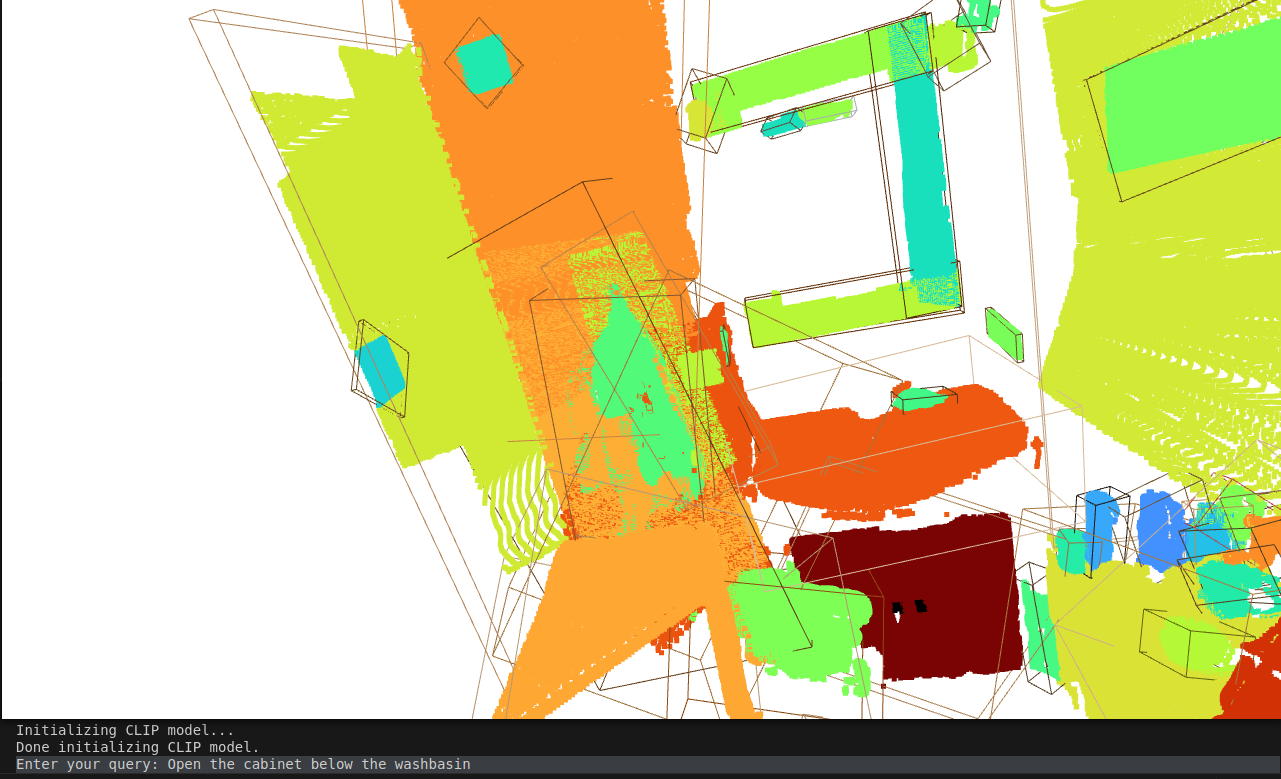 Initializing CLIP model...
Done initializing CLIP model.
Enter your query: Open the cabinet below the washbasin